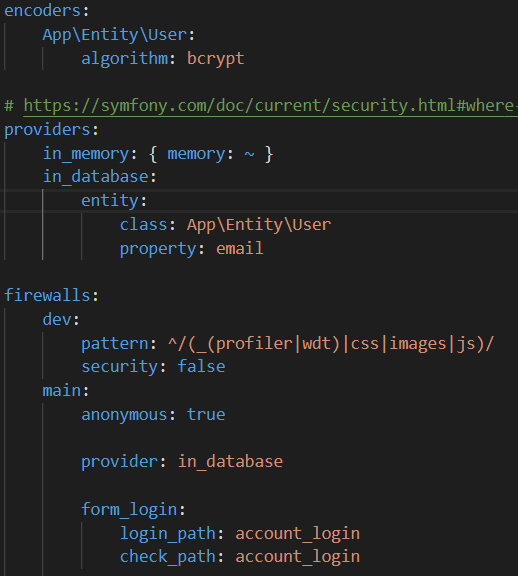 encoders:
App\Entity\User:
algorithm: bcrypt
# https://symfony.com/doc/current/security.html#where-
providers:
in_memory: { memory: ~ }
in_database:
entity:
class: App\Entity\User
property: email
firewalls:
dev:
pattern: ^/(_(profiler|wdt)|css|images|js)/
security: false
main:
anonymous: true
provider: in_database
form_login:
login_path: account_login
check_path: account_login